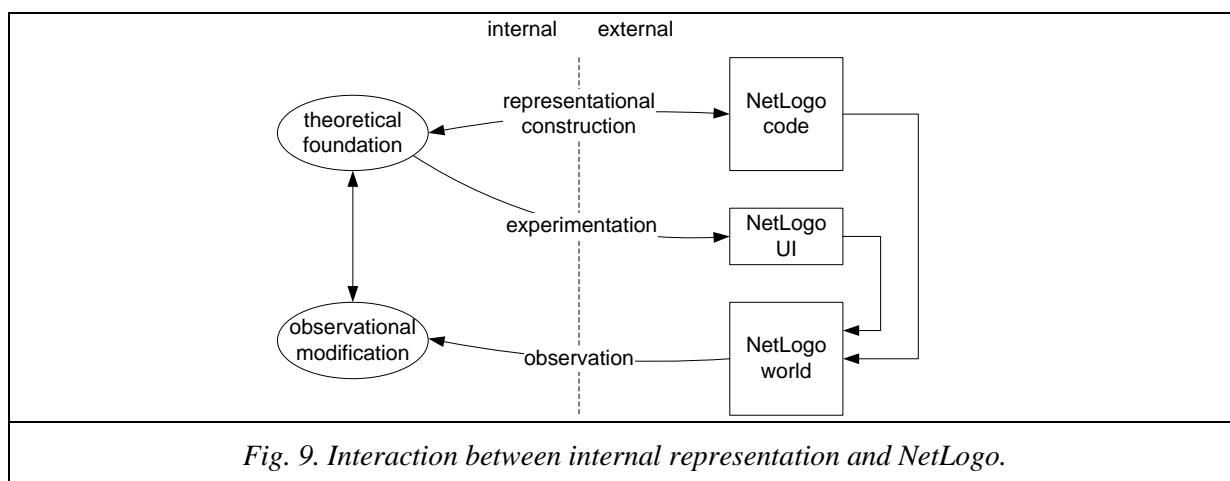 internal external
representational
construction
NetLogo
code
theoretical
foundation
experimentation
NetLogo
UI
observational
modification
observation
NetLogo
world
Fig. 9. Interaction between internal representation and NetLogo.